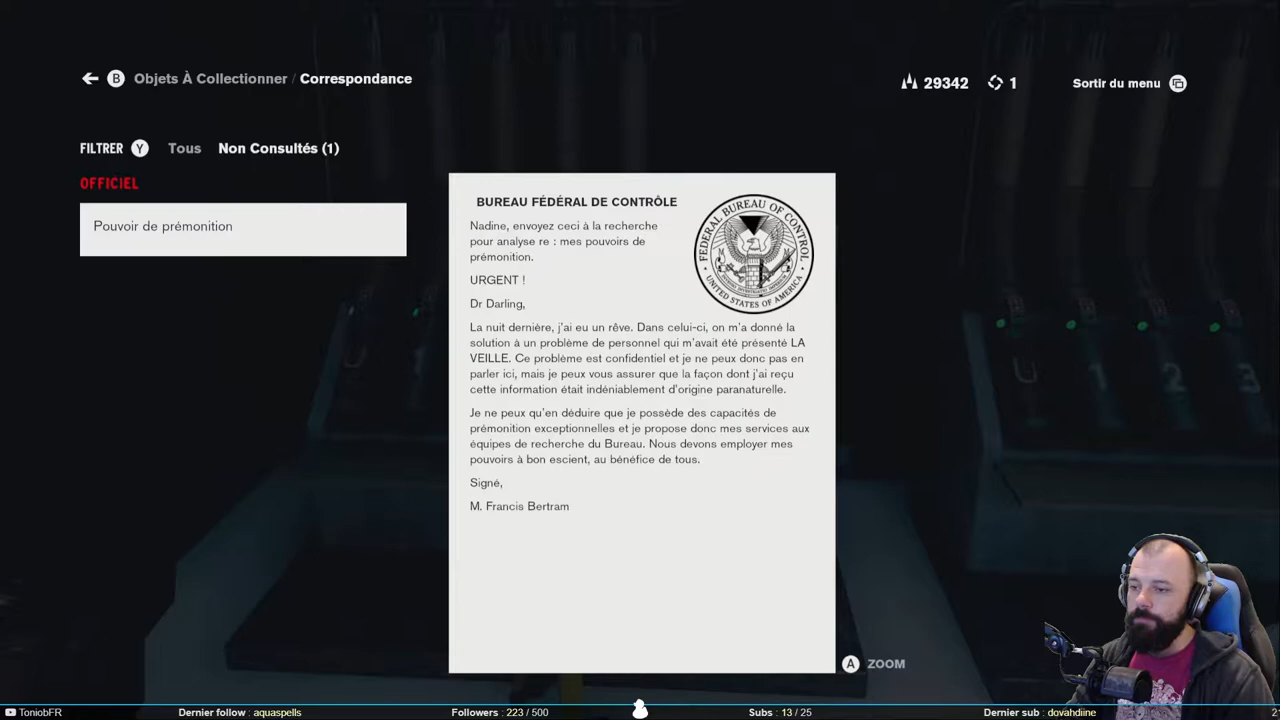 B Objets À Collectionner / Correspondance
29342 1 Sortir du menu
FILTRER Y Tous Non Consultés (1)
OFFICIEL
Pouvoir de prémonition
BUREAU FÉDÉRAL DE CONTRÔLE
Nadine, envoyez ceci à la recherche
pour analyse re : mes pouvoirs de
prémonition.
FEDERAL BUREAU OF CONTROL
UNITED STATES OF AMERICA
URGENT !
Dr Darling,
La nuit dernière, j'ai eu un rêve. Dans celui-ci, on m'a donné la
solution à un problème de personnel qui m'avait été présenté LA
VEILLE. Ce problème est confidentiel et je ne peux donc pas en
parler ici, mais je peux vous assurer que la façon dont j'ai reçu
cette information était indéniablement d'origine paranaturelle.
Je ne peux qu'en déduire que je possède des capacités de
prémonition exceptionnelles et je propose donc mes services aux
équipes de recherche du Bureau. Nous devons employer mes
pouvoirs à bon escient, au bénéfice de tous.
Signé,
M. Francis Bertram
1 2 3
A ZOOM
ToniobFR Dernier follow : aquaspells Followers : 223 / 500 Subs : 13 / 25 Dernier sub : dovahdiine